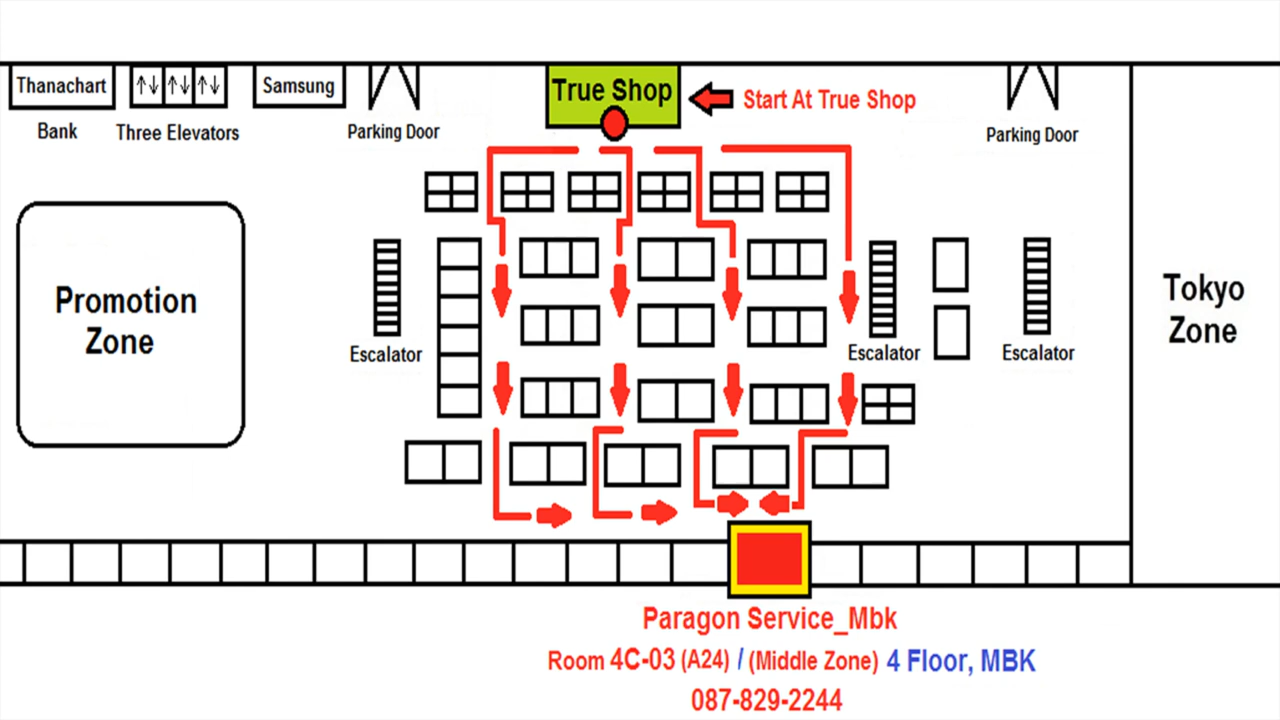 Thanachart
Bank
Three Elevators
Samsung
Parking Door
True Shop
Start At True Shop
Parking Door
Promotion
Zone
Escalator
Escalator
Escalator
Tokyo
Zone
Paragon Service_Mbk
Room 4C-03 (A24) / (Middle Zone) 4 Floor, MBK
087-829-2244